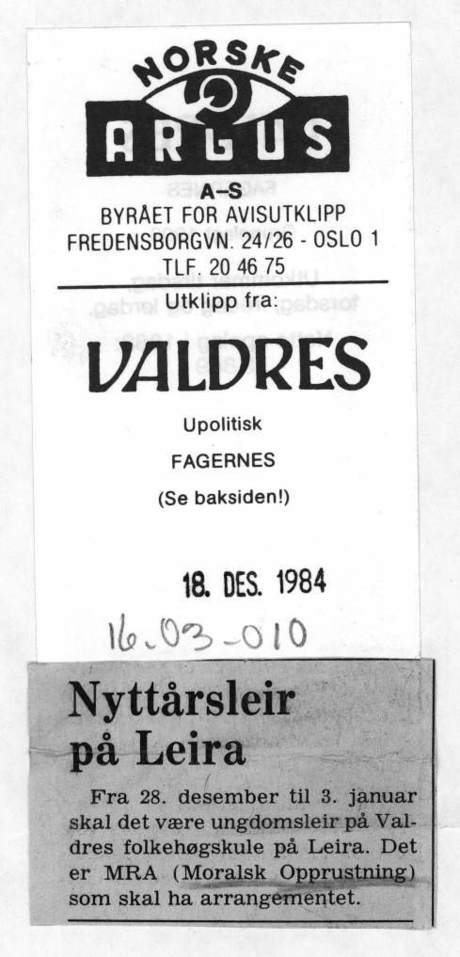 NORSKE
ARGUS
A-S
BYRÅET FOR AVISUTKLIPP
FREDENSBORGVN. 24/26 - OSLO 1
TLF. 20 46 75
Utklipp fra:
VALDRES
Upolitisk
FAGERNES
(Se baksiden!)
18. DES. 1984
16.03-010
Nyttårsleir
på Leira
Fra 28. desember til 3. januar
skal det være ungdomsleir på Val-
dres folkehøgskule på Leira. Det
er MRA (Moralsk Opprustning)
som skal ha arrangementet.